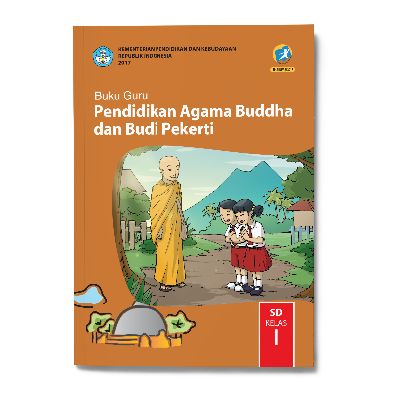 KEMENTERIAN PENDIDIKAN DAN KEBUDAYAAN
REPUBLIK INDONESIA
2017
Buku Guru
Pendidikan Agama Buddha
dan Budi Pekerti
SD
KELAS
I